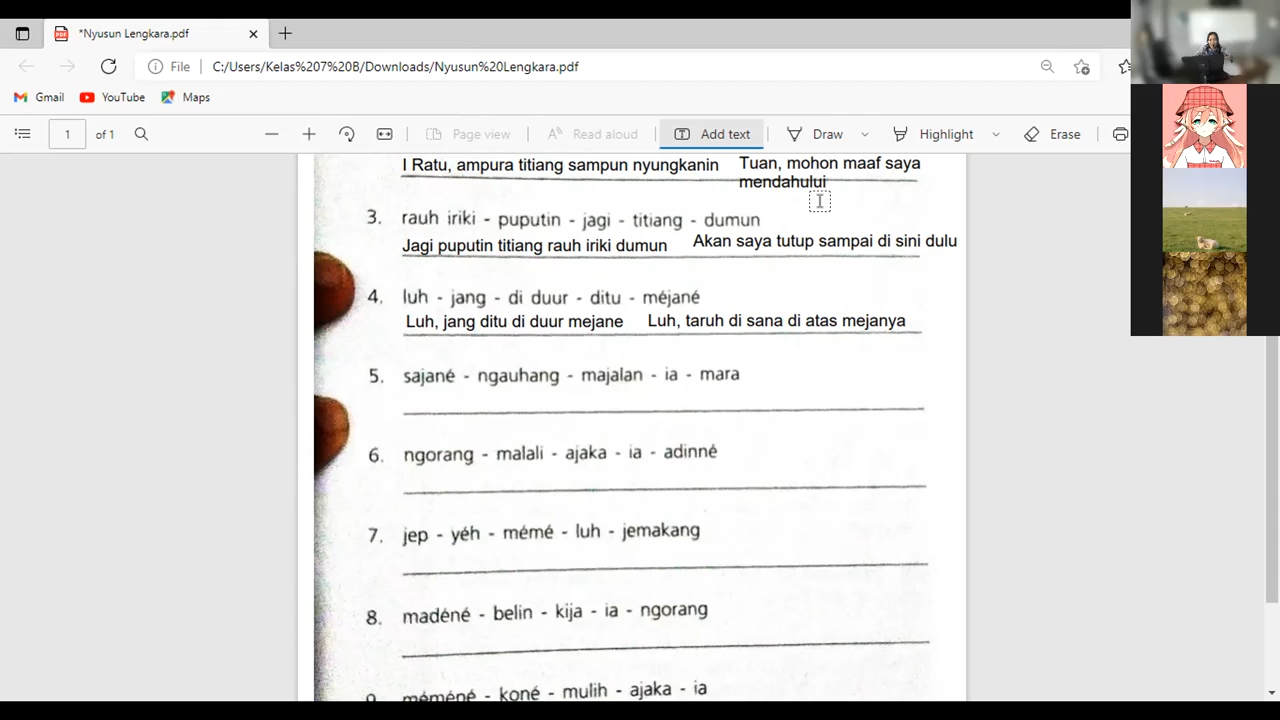 *Nyusun Lengkara.pdf
File C:/Users/Kelas%207%20B/Downloads/Nyusun%20Lengkara.pdf
Gmail YouTube Maps
1 of 1 Page view Read aloud Add text Draw Highlight Erase
I Ratu, ampura titiang sampun nyungkanin Tuan, mohon maaf saya
mendahului
3. rauh iriki - puputin - jagi - titiang - dumun
Jagi puputin titiang rauh iriki dumun Akan saya tutup sampai di sini dulu
4. luh - jang - di duur - ditu - méjané
Luh, jang ditu di duur mejane Luh, taruh di sana di atas mejanya
5. sajané - ngauhang - majalan - ia - mara
6. ngorang - malali - ajaka - ia - adinné
7. jep - yéh - mémé - luh - jemakang
8. madéné - belin - kija - ia - ngorang
9. méméné - koné - mulih - ajaka - ia